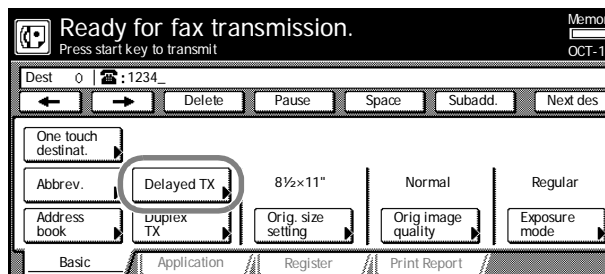 Ready for fax transmission.
Press start key to transmit
OCT-1
Dest 0 ☎:1234_
Delete Pause Space Subadd. Next des
One touch
destinat.
Abbrev. Delayed TX 8½×11" Normal Regular
Address
book
Duplex
TX
Orig. size
setting
Orig image
quality
Exposure
mode
Basic Application Register Print Report